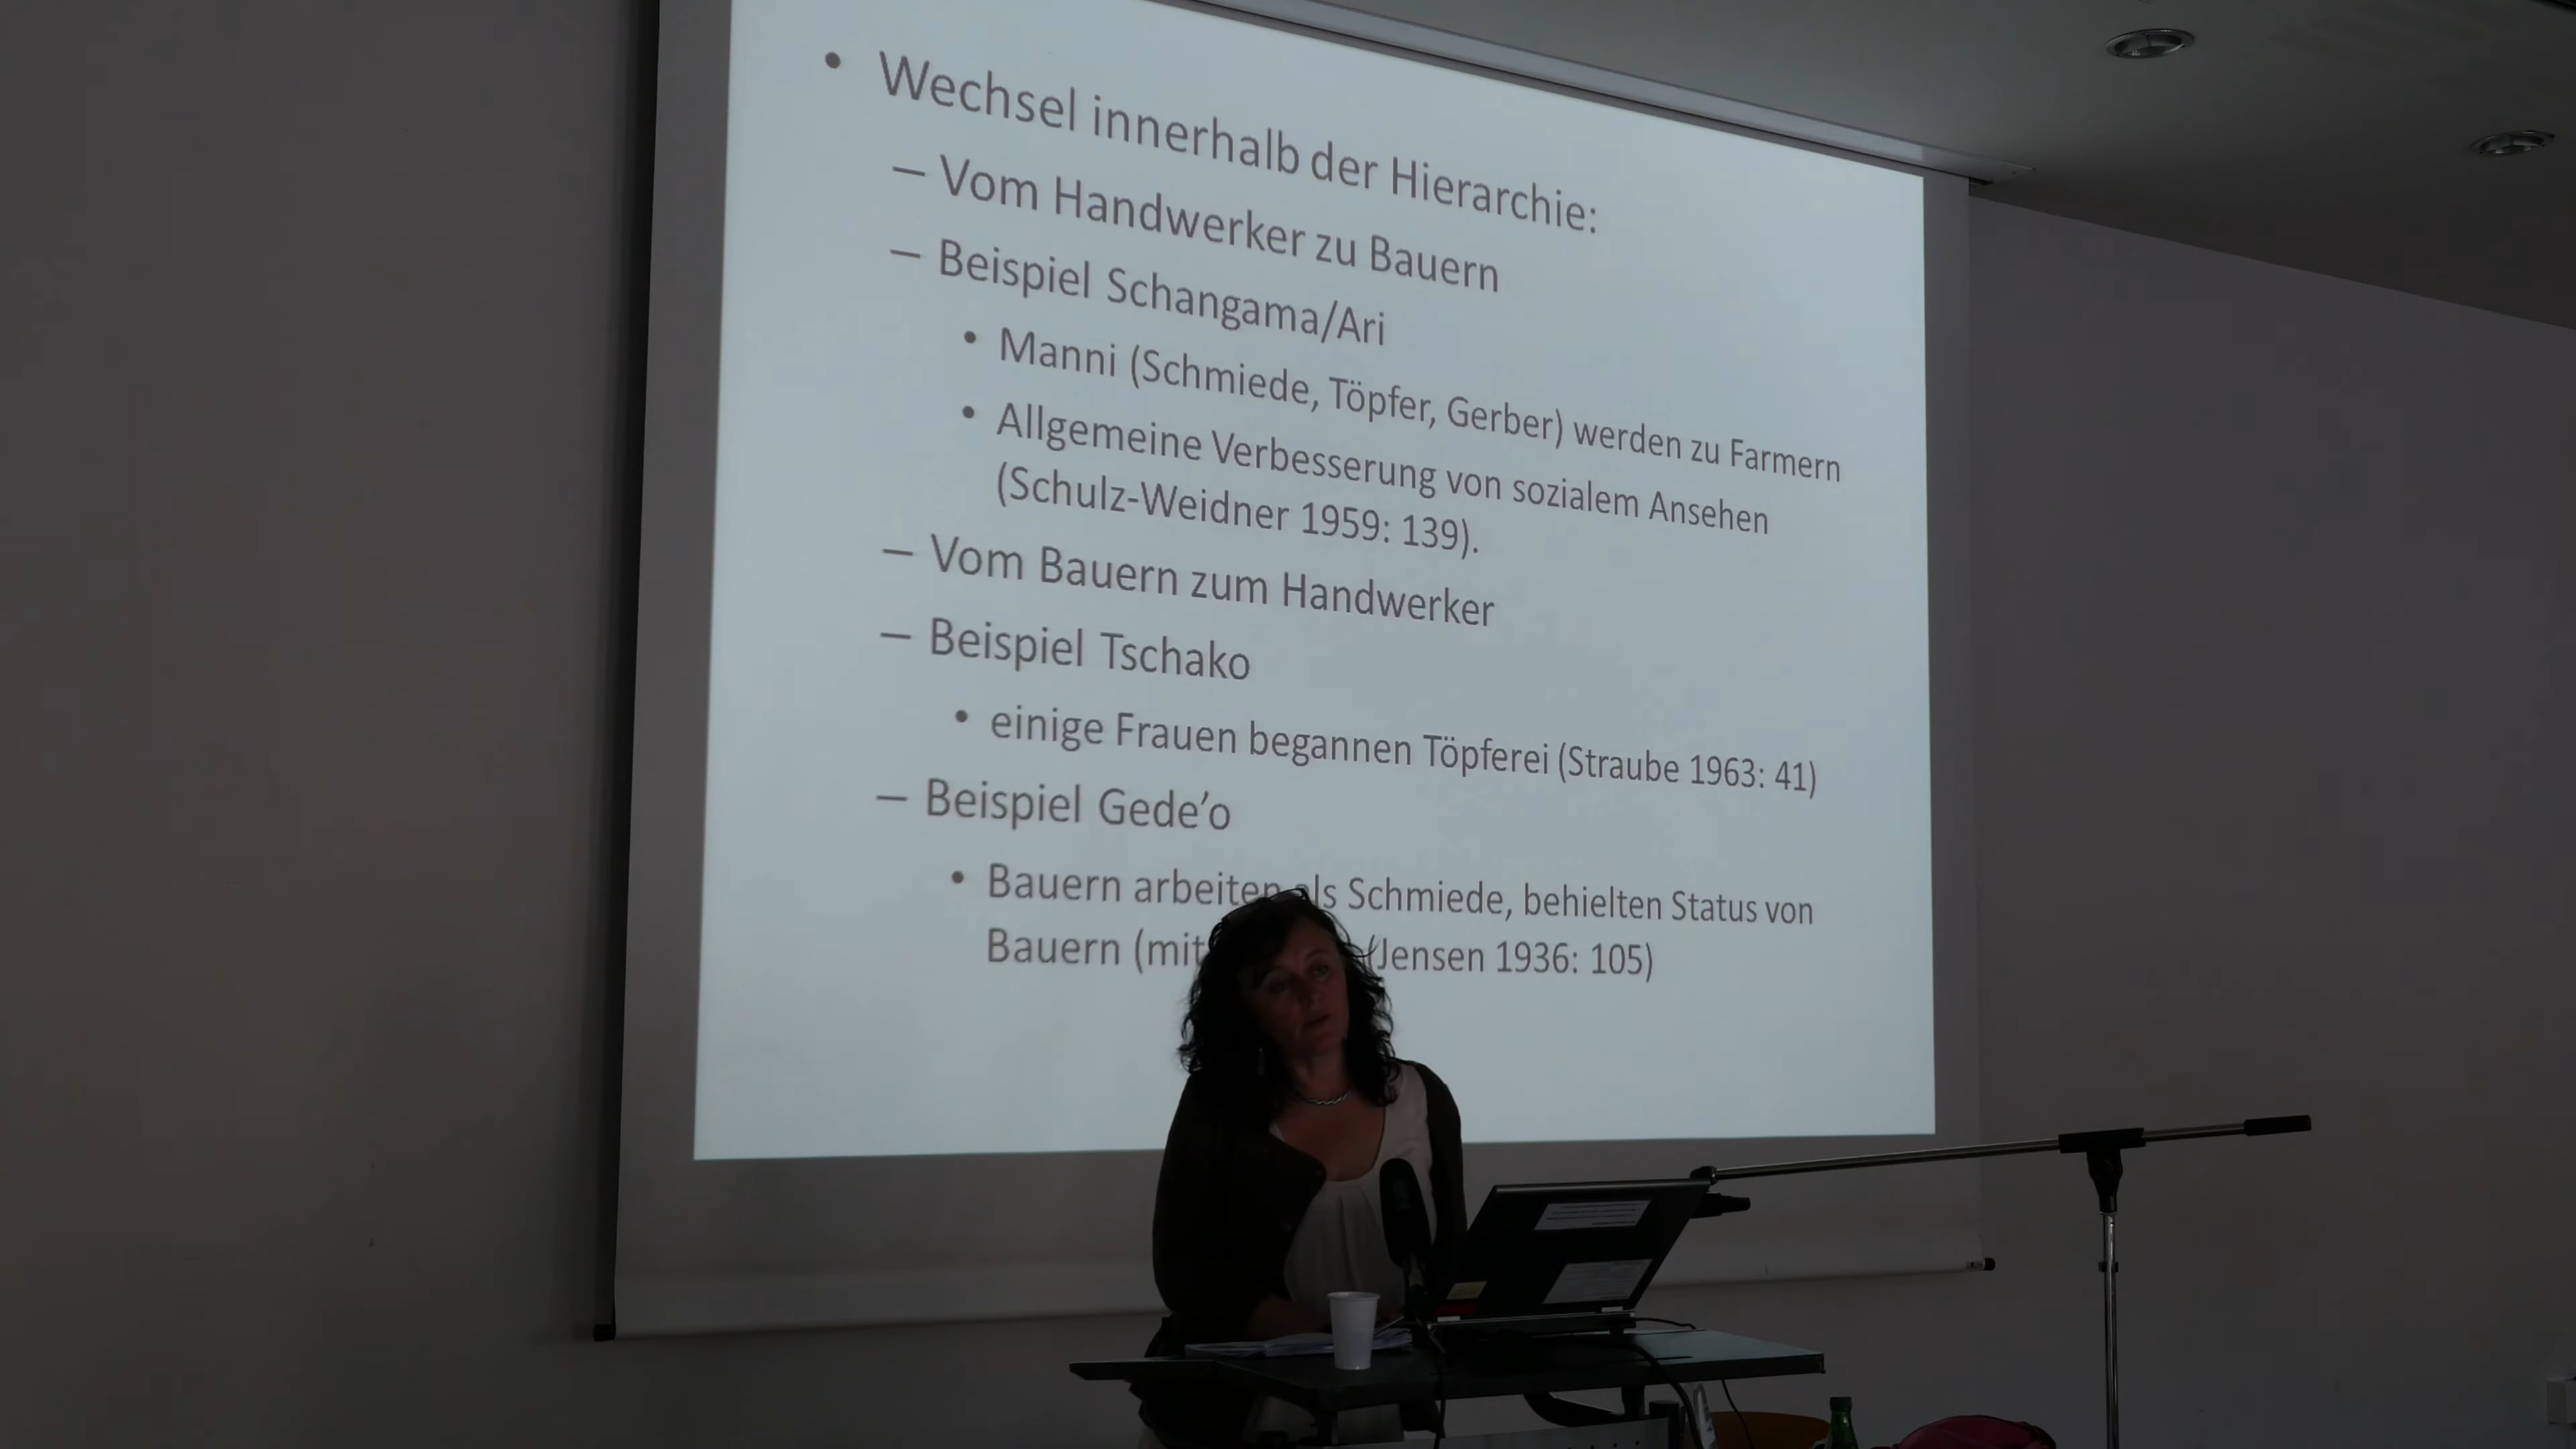 • Wechsel innerhalb der Hierarchie:
– Vom Handwerker zu Bauern
– Beispiel Schangama/Ari
• Manni (Schmiede, Töpfer, Gerber) werden zu Farmern
• Allgemeine Verbesserung von sozialem Ansehen
(Schulz-Weidner 1959: 139).
– Vom Bauern zum Handwerker
– Beispiel Tschako
• einige Frauen begannen Töpferei (Straube 1963: 41)
– Beispiel Gede’o
• Bauern arbeiten als Schmiede, behielten Status von
Bauern (mit (Jensen 1936: 105)